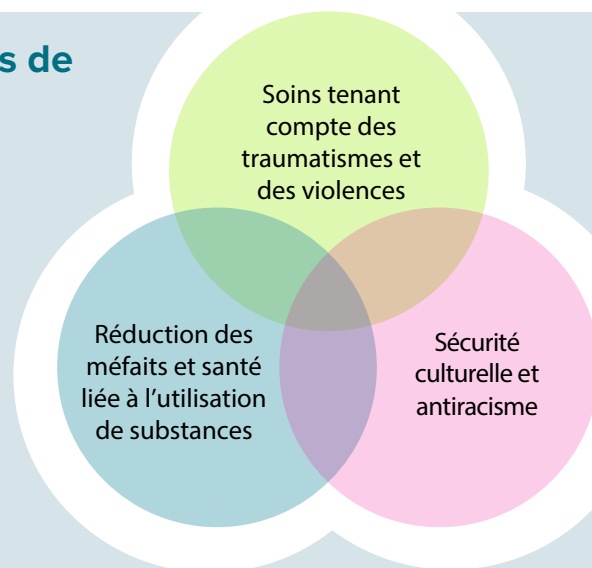 s de
Soins tenant
compte des
traumatismes et
des violences
Réduction des
méfaits et santé
liée à l’utilisation
de substances
Sécurité
culturelle et
antiracisme